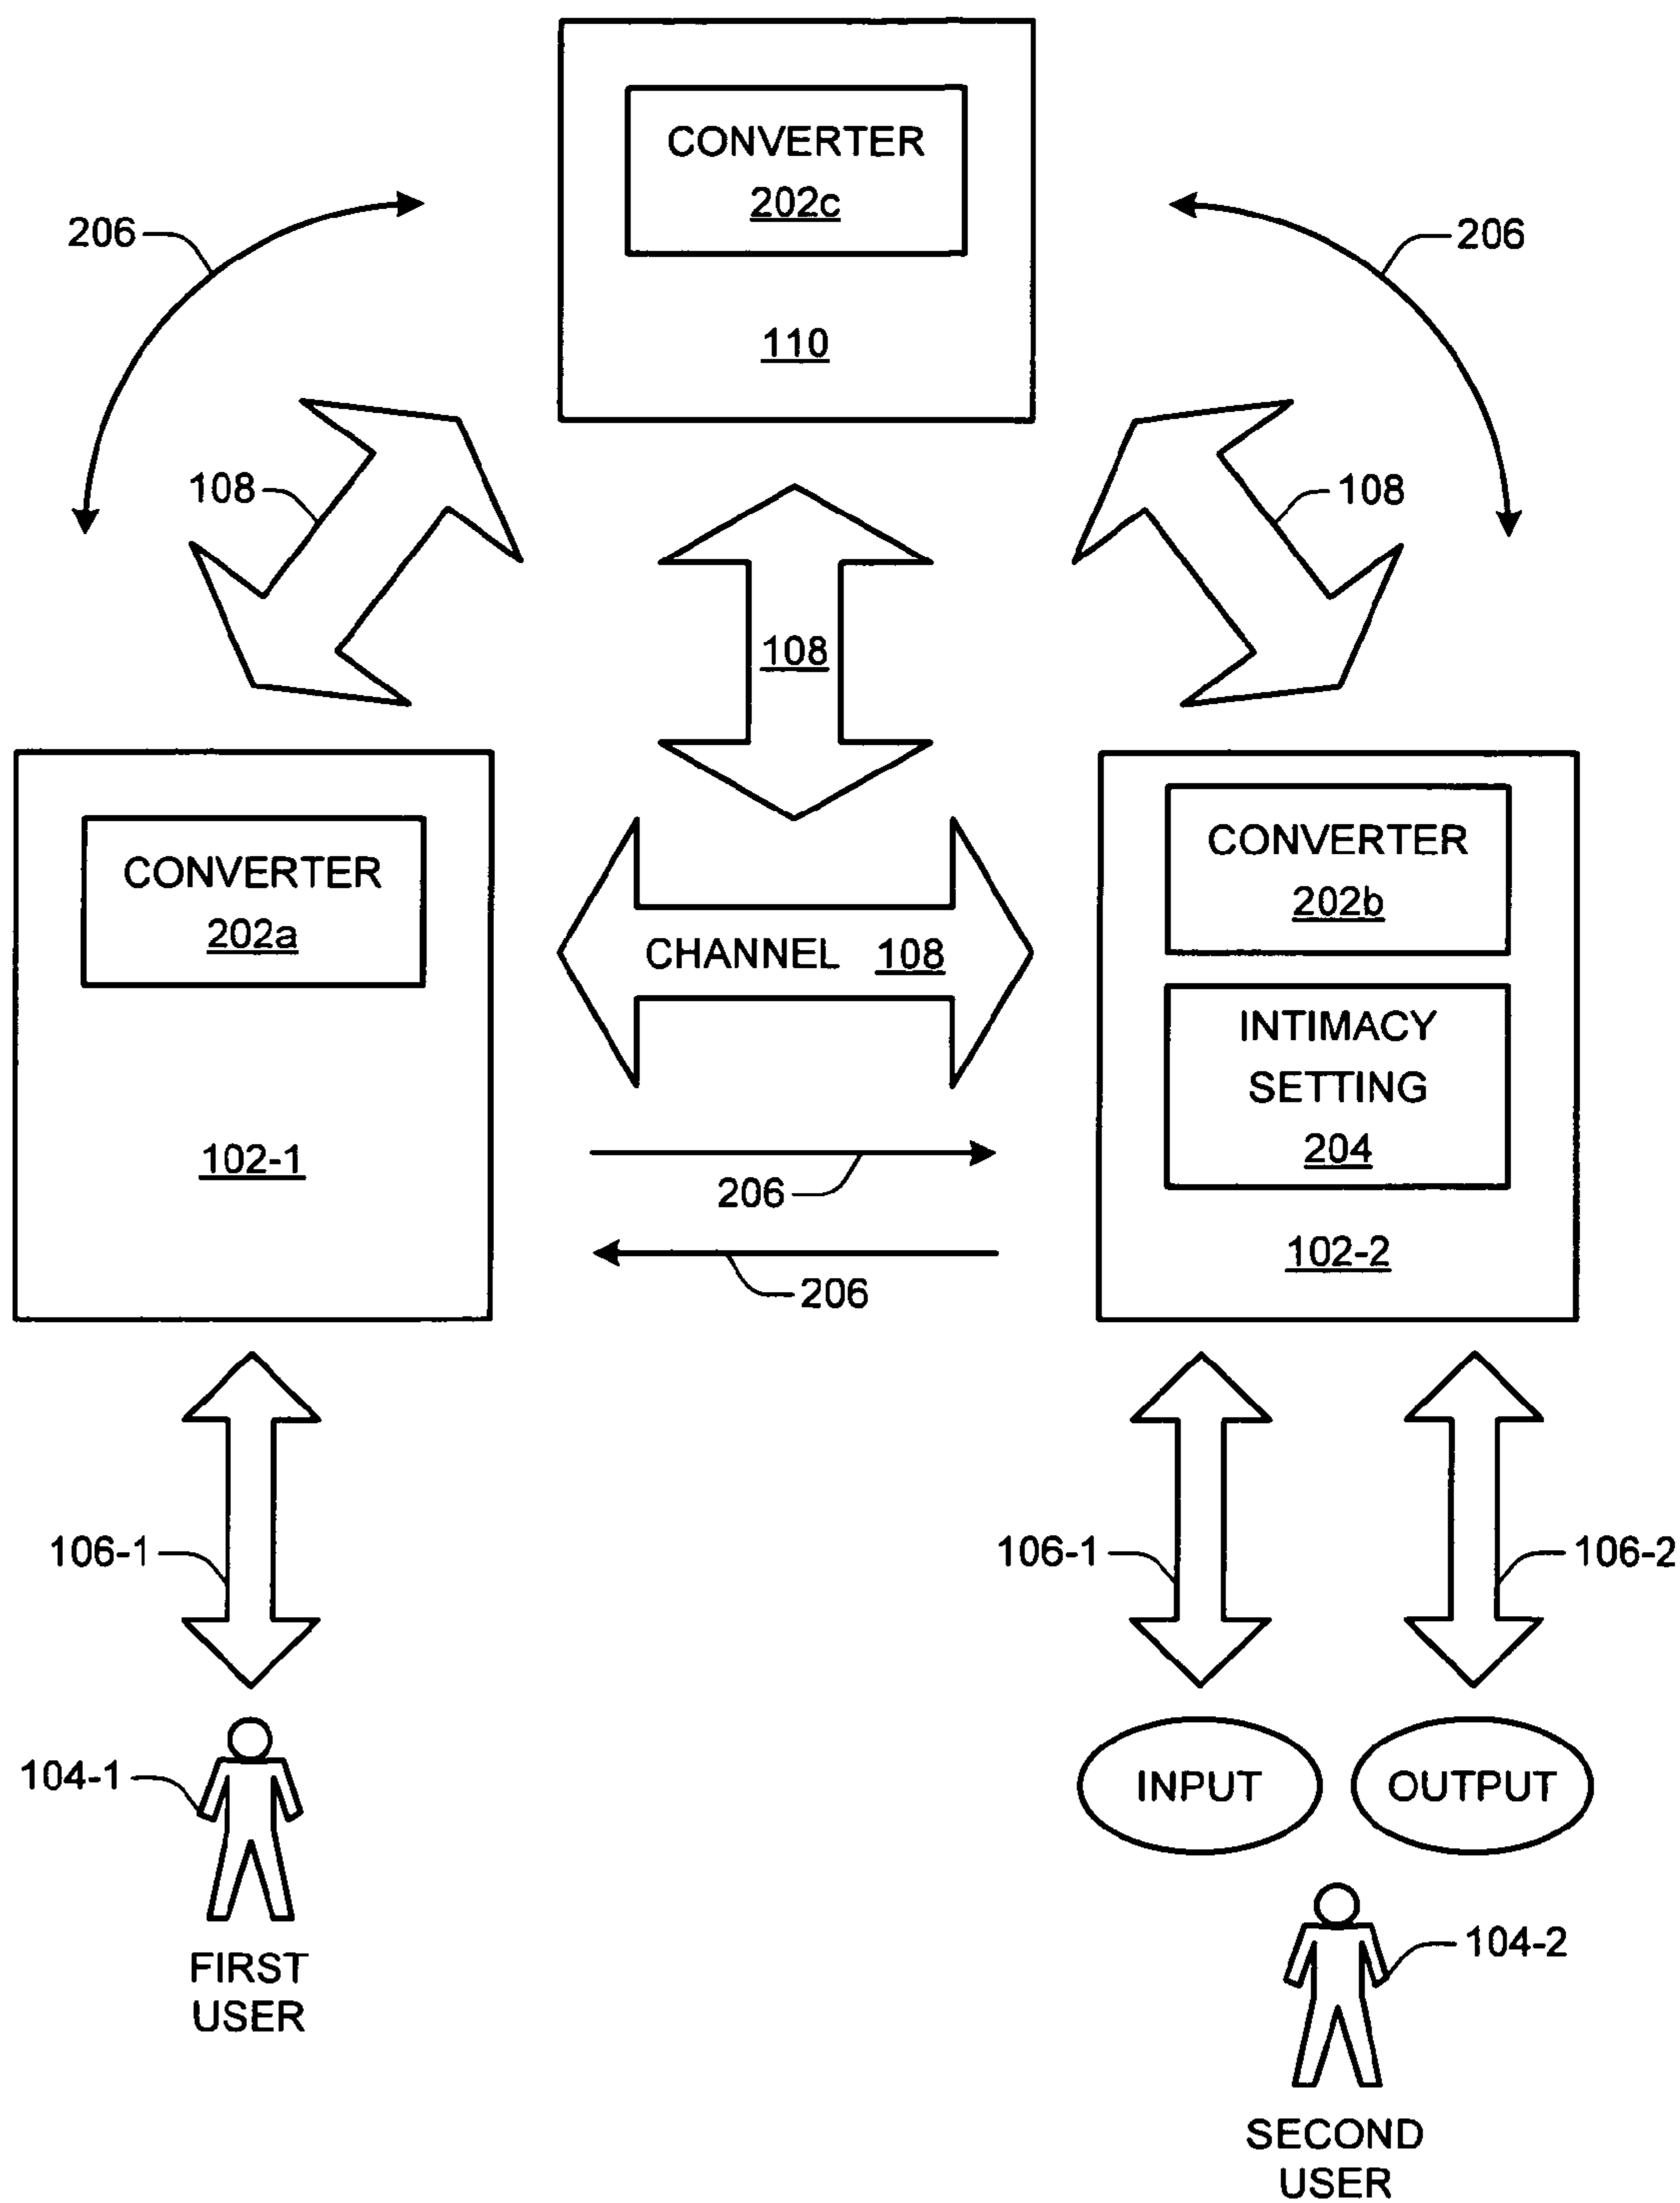 CONVERTER
202c
110
206
206
108
108
108
CONVERTER
202a
102-1
CHANNEL 108
206
206
CONVERTER
202b
INTIMACY
SETTING
204
102-2
106-1
106-1
106-2
104-1
FIRST
USER
INPUT
OUTPUT
104-2
SECOND
USER